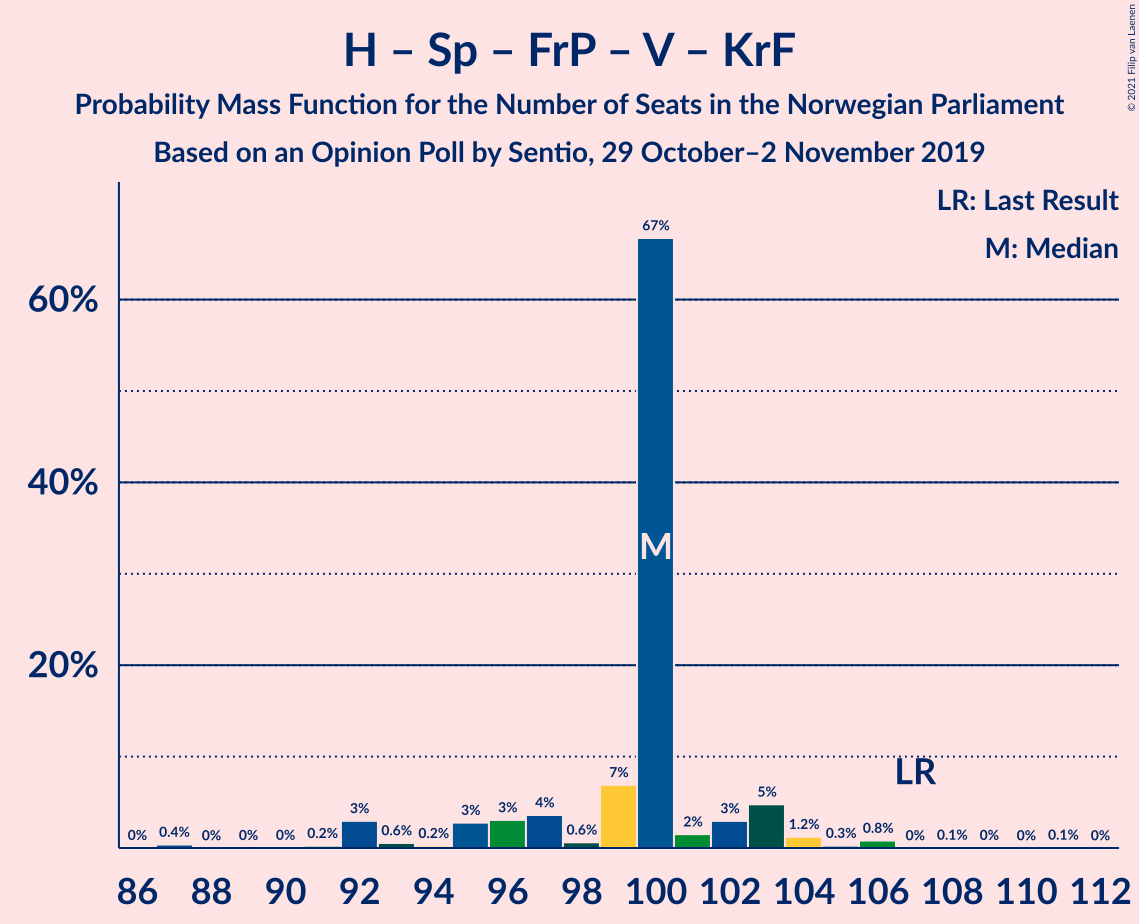 © 2021 Filip van Laenen
H – Sp – FrP – V – KrF
Probability Mass Function for the Number of Seats in the Norwegian Parliament
Based on an Opinion Poll by Sentio, 29 October–2 November 2019
LR: Last Result
M: Median
60%
40%
20%
0% 0.4% 0% 0% 0% 0.2% 3% 0.6% 0.2% 3% 3% 4% 0.6% 7% 67% 2% 3% 5% 1.2% 0.3% 0.8% 0% 0.1% 0% 0% 0.1% 0%
M
LR
86 88 90 92 94 96 98 100 102 104 106 108 110 112